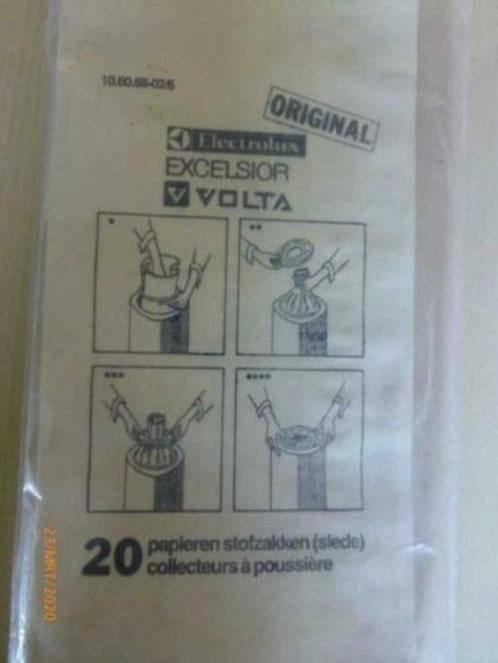 10.60.68-02/6
ORIGINAL
Electrolux
EXCELSIOR
VOLTA
20 papieren stofzakken (slede)
collecteurs à poussière
23/MRT/2020